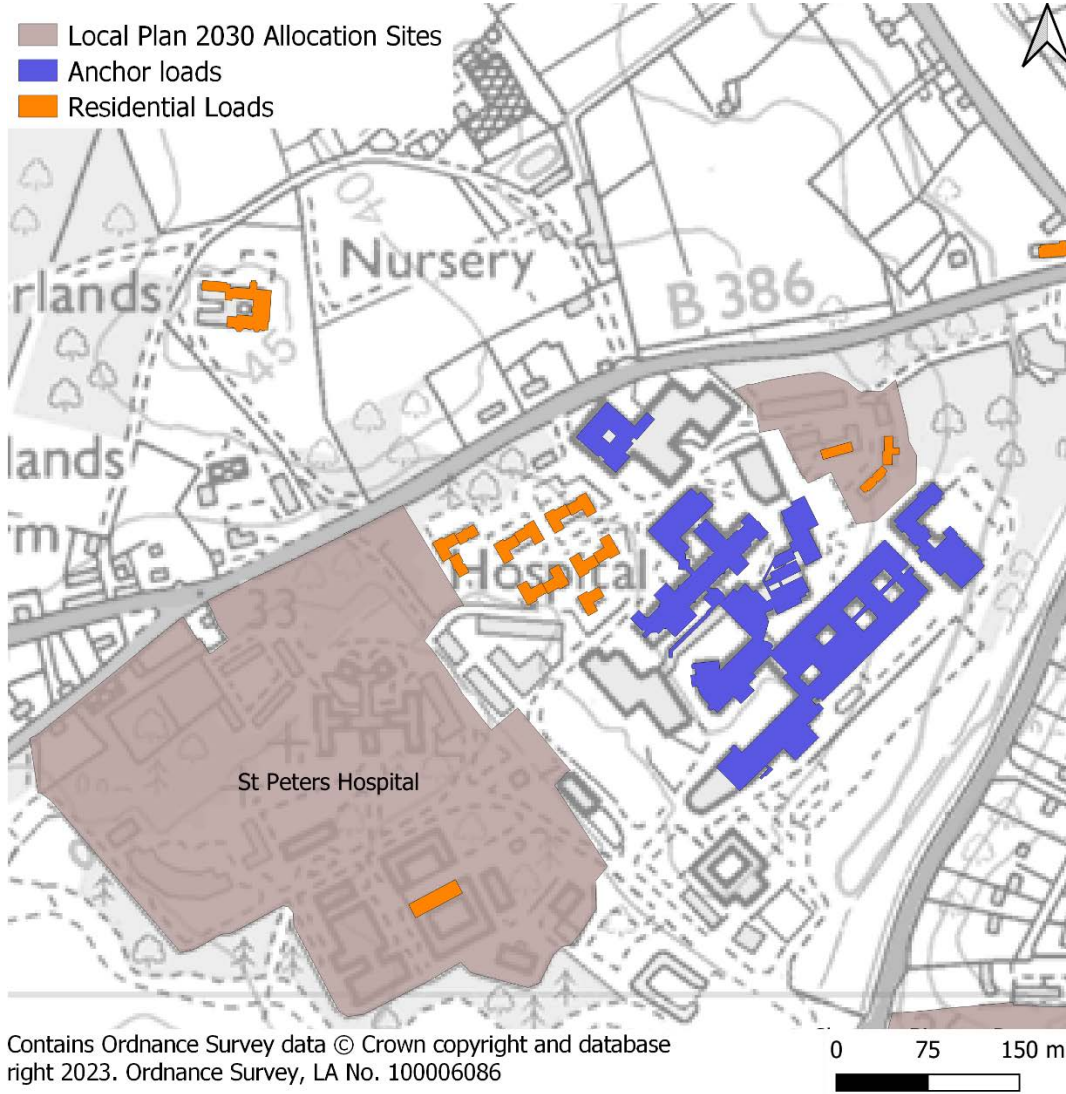 Local Plan 2030 Allocation Sites
Anchor loads
Residential Loads
40
Nursery
B 386
rlands
45
lands
m
Hospital
33
St Peters Hospital
Contains Ordnance Survey data © Crown copyright and database
right 2023. Ordnance Survey, LA No. 100006086
0 75 150 m